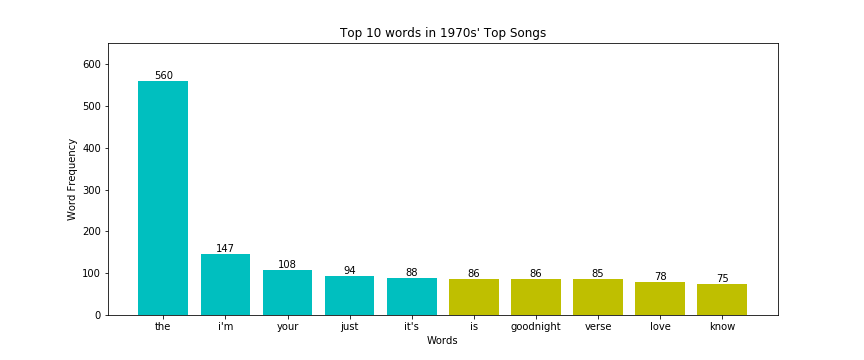 Top 10 words in 1970s' Top Songs
Word Frequency
600
500
400
300
200
100
0
560
147
108
94
88
86
86
85
78
75
the
i'm
your
just
it's
is
goodnight
verse
love
know
Words